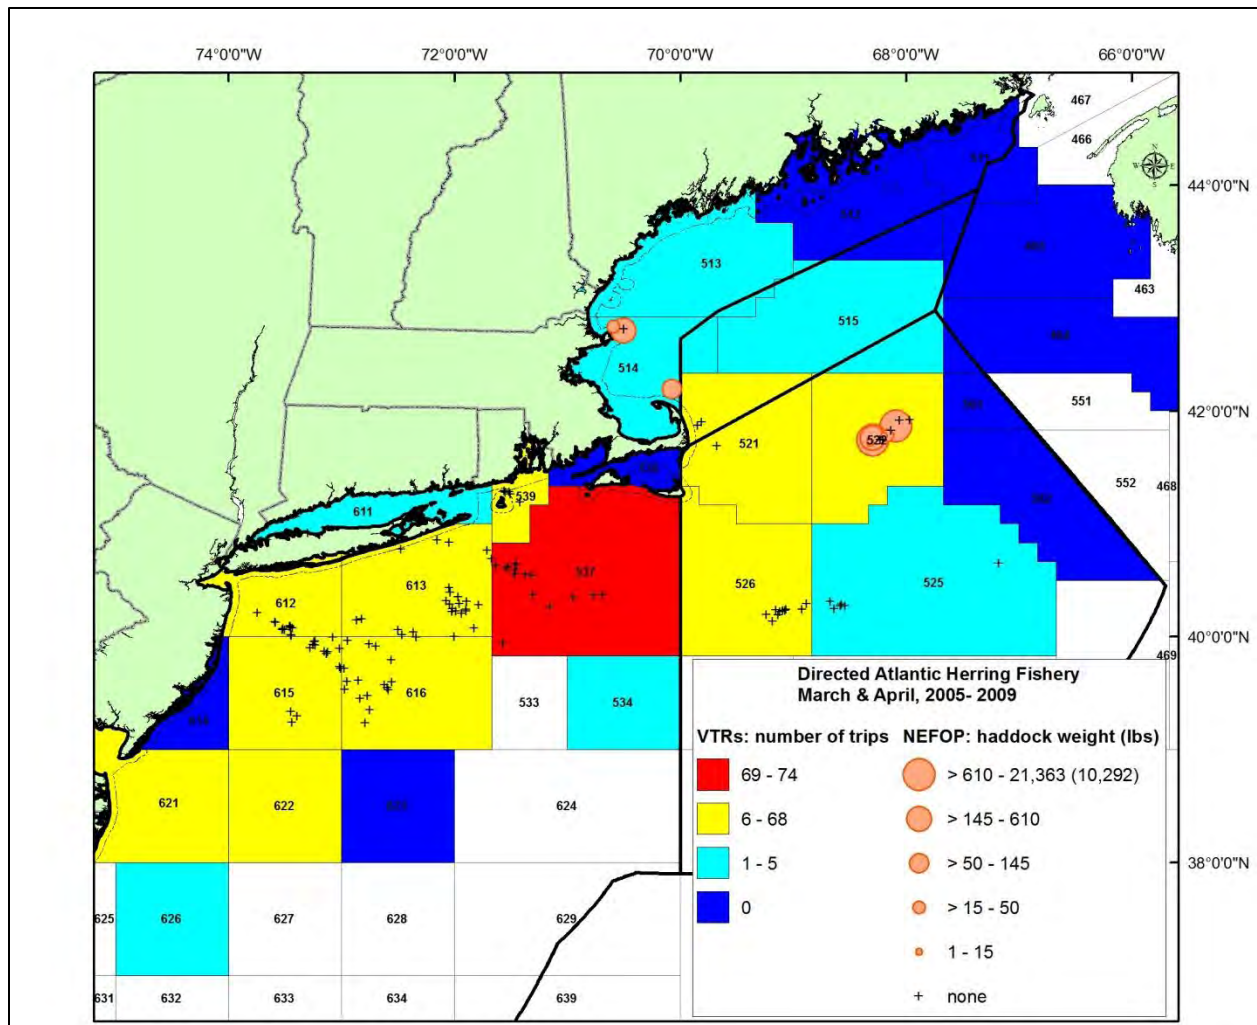 74°0'0"W 72°0'0"W 70°0'0"W 68°0'0"W 66°0'0"W
467
466
N
W E
S
44°0'0"N
513
463
515
514
551
42°0'0"N
521
552
468
539
611
537
613
526
525
612
40°0'0"N
469
615
616
533
534
621
622
624
38°0'0"N
625
626
627
628
629
631
632
633
634
639
Directed Atlantic Herring Fishery
March & April, 2005- 2009
VTRs: number of trips NEFOP: haddock weight (lbs)
69 - 74 > 610 - 21,363 (10,292)
6 - 68 > 145 - 610
1 - 5 > 50 - 145
0 > 15 - 50
1 - 15
none